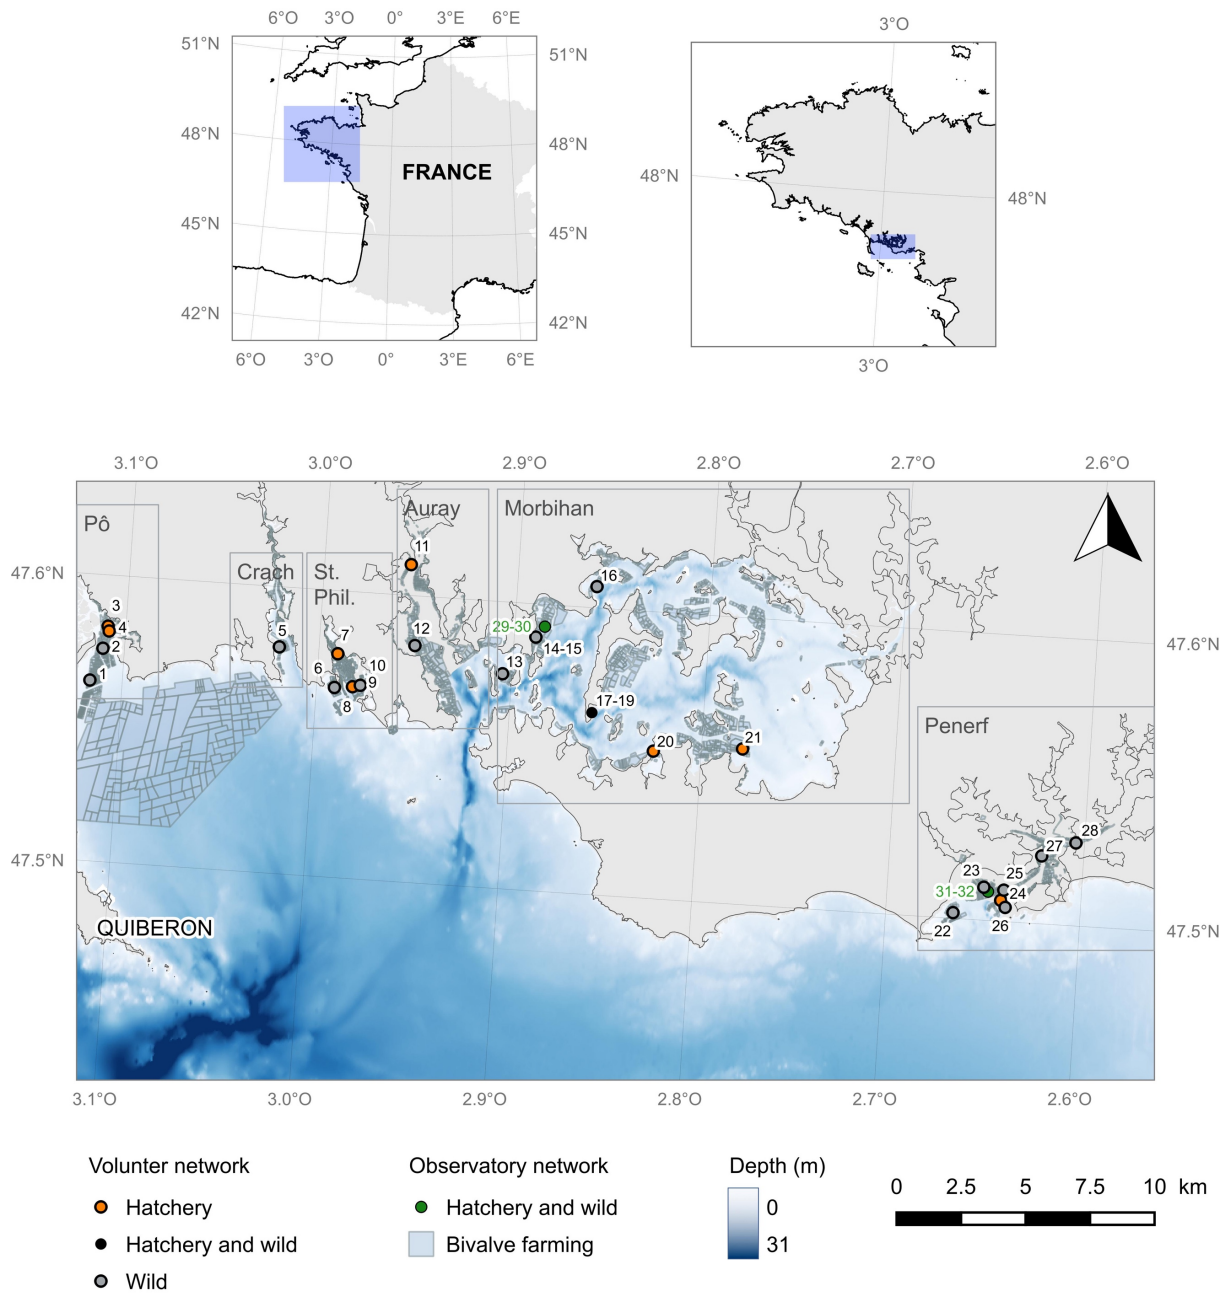 6°O 3°O 0° 3°E 6°E
51°N
51°N
48°N
48°N
FRANCE
45°N
45°N
42°N
42°N
6°O 3°O 0° 3°E 6°E
3°O
48°N
48°N
3°O
3.1°O 3.0°O 2.9°O 2.8°O 2.7°O 2.6°O
Pô
Crach
St.
Phil.
Auray
Morbihan
Penerf
47.6°N
47.6°N
47.5°N
47.5°N
3
4
2
1
5
7
6
10
9
8
11
12
16
29-30
14-15
13
17-19
20
21
28
27
23
25
31-32
24
22
26
QUIBERON
3.1°O 3.0°O 2.9°O 2.8°O 2.7°O 2.6°O
Volunter network
Hatchery
Hatchery and wild
Wild
Observatory network
Hatchery and wild
Bivalve farming
Depth (m)
0
31
0 2.5 5 7.5 10 km